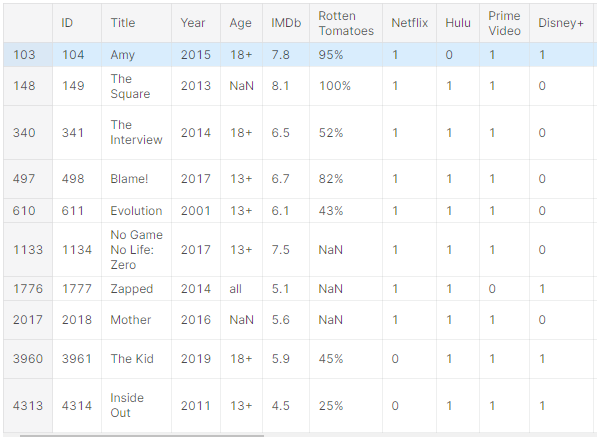 ID Title Year Age IMDb Rotten Tomatoes Netflix Hulu Prime Video Disney+
103 104 Amy 2015 18+ 7.8 95% 1 0 1 1
148 149 The Square 2013 NaN 8.1 100% 1 1 1 0
340 341 The Interview 2014 18+ 6.5 52% 1 1 1 0
497 498 Blame! 2017 13+ 6.7 82% 1 1 1 0
610 611 Evolution 2001 13+ 6.1 43% 1 1 1 0
1133 1134 No Game No Life: Zero 2017 13+ 7.5 NaN 1 1 1 0
1776 1777 Zapped 2014 all 5.1 NaN 1 1 0 1
2017 2018 Mother 2016 NaN 5.6 NaN 1 1 1 0
3960 3961 The Kid 2019 18+ 5.9 45% 0 1 1 1
4313 4314 Inside Out 2011 13+ 4.5 25% 0 1 1 1